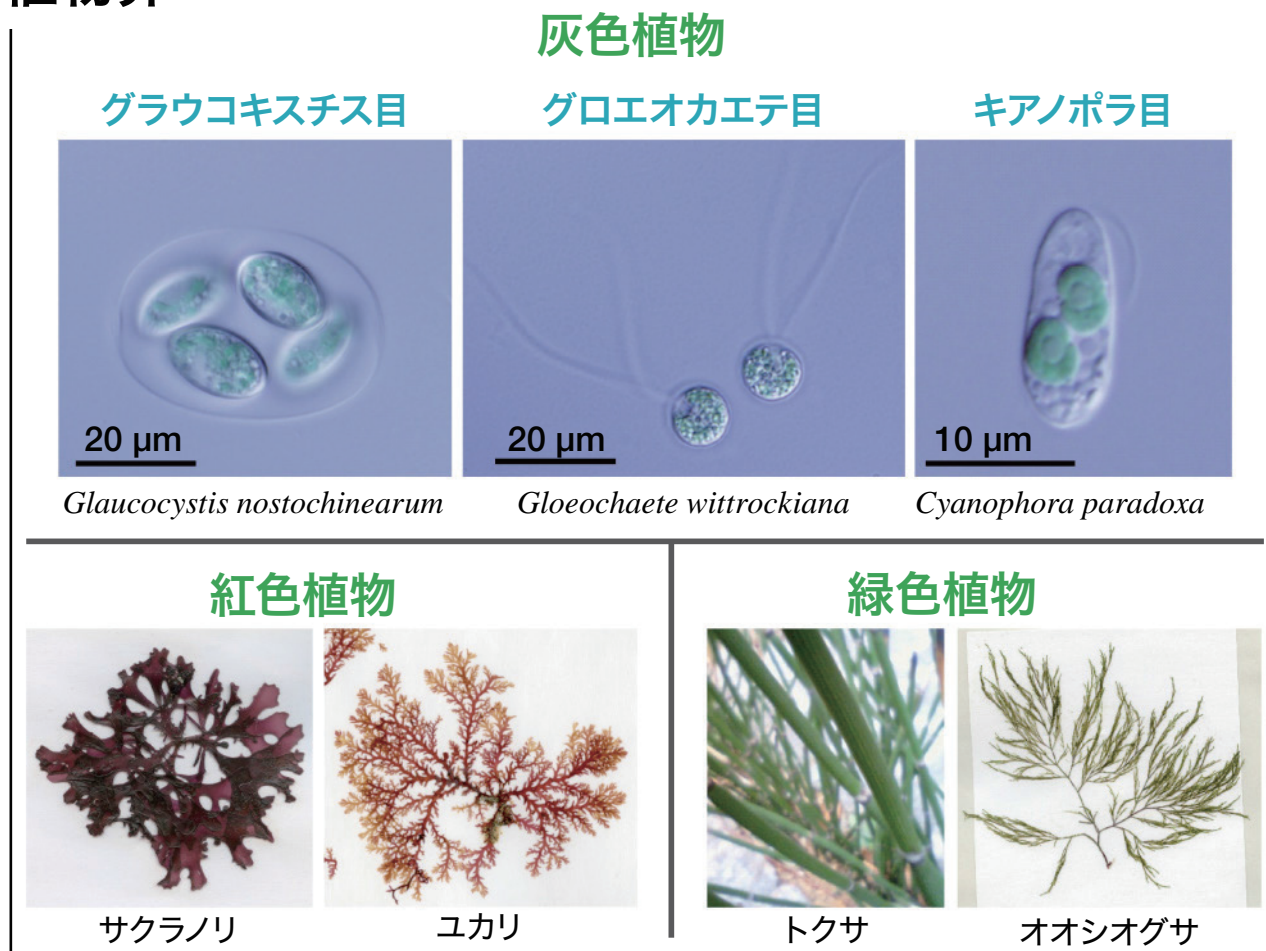 灰色植物
グラウコキスチス目
グロエオカエテ目
キアノポラ目
20 μm
20 μm
10 μm
Glaucocystis nostochinearum
Gloeochaete wittrockiana
Cyanophora paradoxa
紅色植物
緑色植物
サクラノリ
ユカリ
トクサ
オオシオグサ